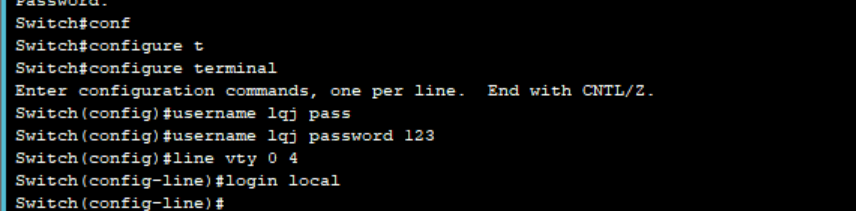 Password:
Switch#conf
Switch#configure t
Switch#configure terminal
Enter configuration commands, one per line.  End with CNTL/Z.
Switch(config)#username lqj pass
Switch(config)#username lqj password 123
Switch(config)#line vty 0 4
Switch(config-line)#login local
Switch(config-line)#